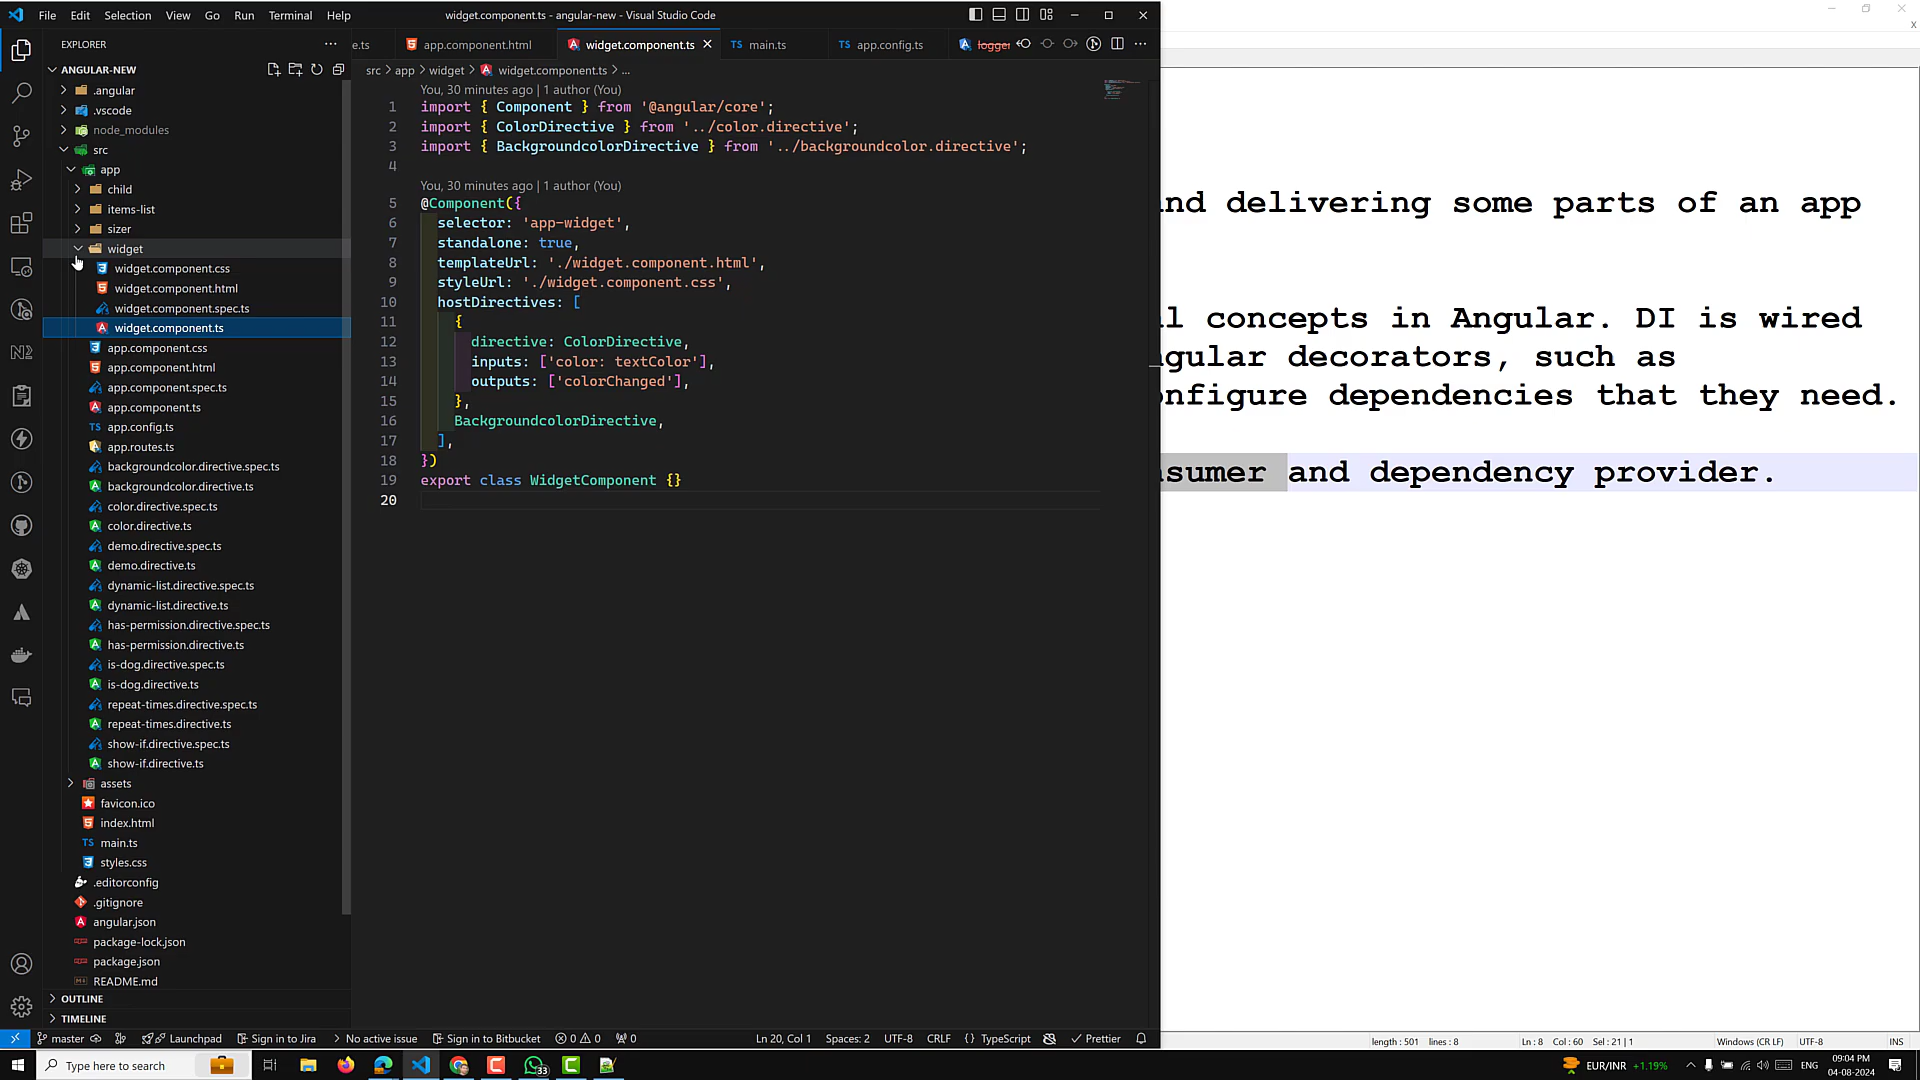 File Edit Selection View Go Run Terminal Help
widget.component.ts - angular-new - Visual Studio Code
EXPLORER
e.ts
app.component.html
widget.component.ts
TS main.ts
app.config.ts
logger
ANGULAR-NEW
src > app > widget > widget.component.ts > ...
.angular
.vscode
node_modules
src
app
child
items-list
sizer
widget
widget.component.css
widget.component.html
widget.component.spec.ts
widget.component.ts
app.component.css
app.component.html
app.component.spec.ts
app.component.ts
TS app.config.ts
app.routes.ts
backgroundcolor.directive.spec.ts
backgroundcolor.directive.ts
color.directive.spec.ts
color.directive.ts
demo.directive.spec.ts
demo.directive.ts
dynamic-list.directive.spec.ts
dynamic-list.directive.ts
has-permission.directive.spec.ts
has-permission.directive.ts
is-dog.directive.spec.ts
is-dog.directive.ts
repeat-times.directive.spec.ts
repeat-times.directive.ts
show-if.directive.spec.ts
show-if.directive.ts
assets
favicon.ico
index.html
TS main.ts
styles.css
.editorconfig
.gitignore
angular.json
package-lock.json
package.json
README.md
OUTLINE
TIMELINE
You, 30 minutes ago | 1 author (You)
1 import { Component } from '@angular/core';
2 import { ColorDirective } from '../color.directive';
3 import { BackgroundcolorDirective } from '../backgroundcolor.directive';
4
You, 30 minutes ago | 1 author (You)
5 @Component({
6 selector: 'app-widget',
7 standalone: true,
8 templateUrl: './widget.component.html',
9 styleUrl: './widget.component.css',
10 hostDirectives: [
11 {
12 directive: ColorDirective,
13 inputs: ['color: textColor'],
14 outputs: ['colorChanged'],
15 },
16 BackgroundcolorDirective,
17 ],
18 })
19 export class WidgetComponent {}
20
nd delivering some parts of an app
l concepts in Angular. DI is wired
gular decorators, such as
nfigure dependencies that they need.
sumer and dependency provider.
master Launchpad Sign in to Jira No active issue Sign in to Bitbucket 0 0 0 Ln 20, Col 1 Spaces: 2 UTF-8 CRLF {} TypeScript Prettier
length : 501 lines : 8 Ln : 8 Col : 60 Sel : 21 | 1 Windows (CR LF) UTF-8 INS
Type here to search
33
EUR/INR +1.19%
ENG
09:04 PM
04-08-2024